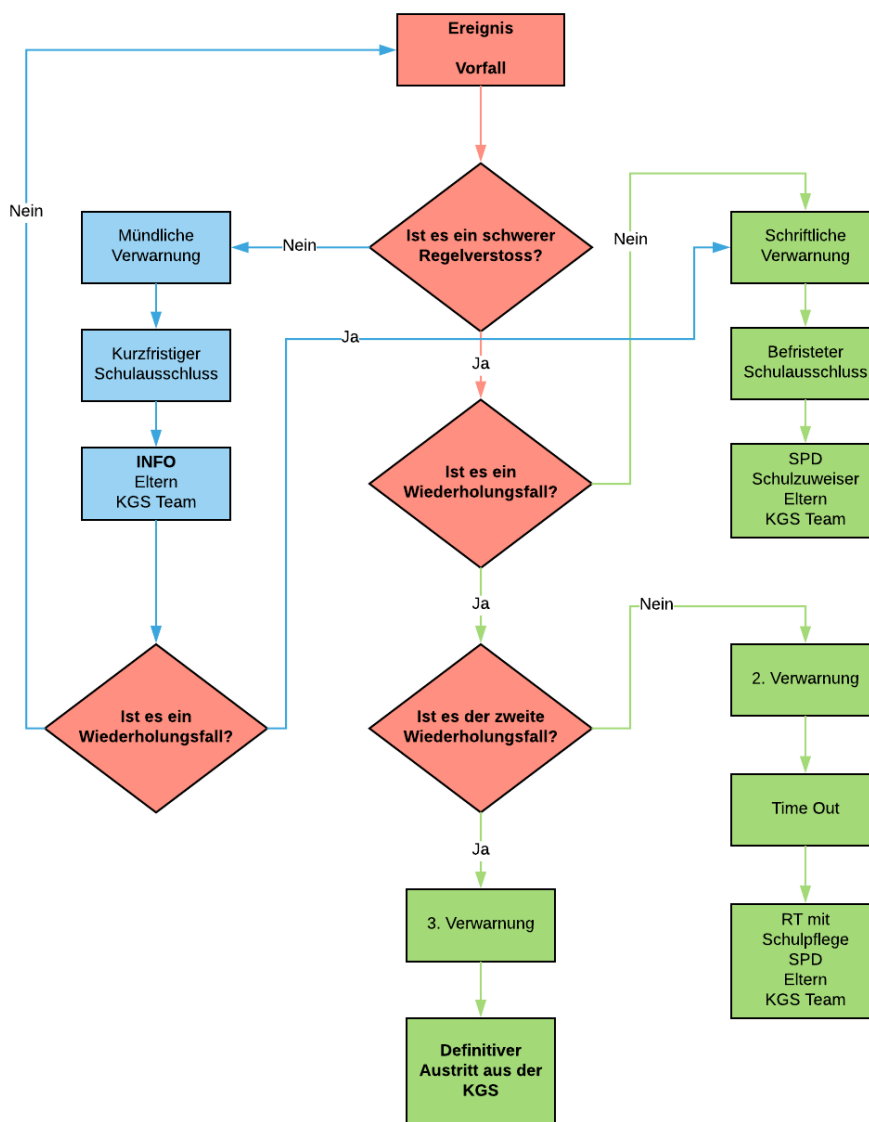 Ereignis
Vorfall
Nein
Mündliche
Verwarnung
Nein
Ist es ein schwerer
Regelverstoss?
Nein
Schriftliche
Verwarnung
Kurzfristiger
Schulausschluss
Ja
Ja
Befristeter
Schulausschluss
INFO
Eltern
KGS Team
Ist es ein
Wiederholungsfall?
SPD
Schulzuweiser
Eltern
KGS Team
Ja
Nein
Ist es ein
Wiederholungsfall?
Ist es der zweite
Wiederholungsfall?
2. Verwarnung
Time Out
Ja
3. Verwarnung
RT mit
Schulpflege
SPD
Eltern
KGS Team
Definitiver
Austritt aus der
KGS